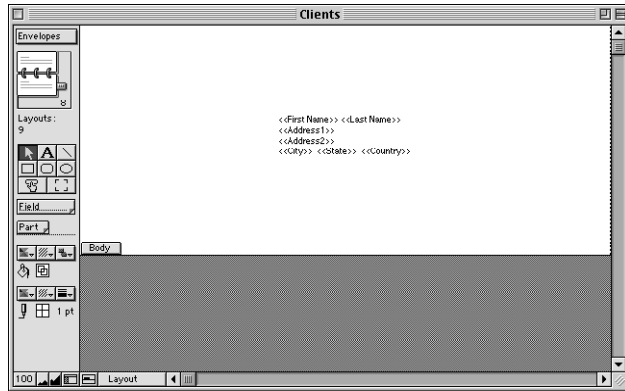 Clients
Envelopes
Layouts:
9
A
Field
Part
1 pt
<<First Name>> <<Last Name>>
<<Address1>>
<<Address2>>
<<City>> <<State>> <<Country>>
Body
100
Layout